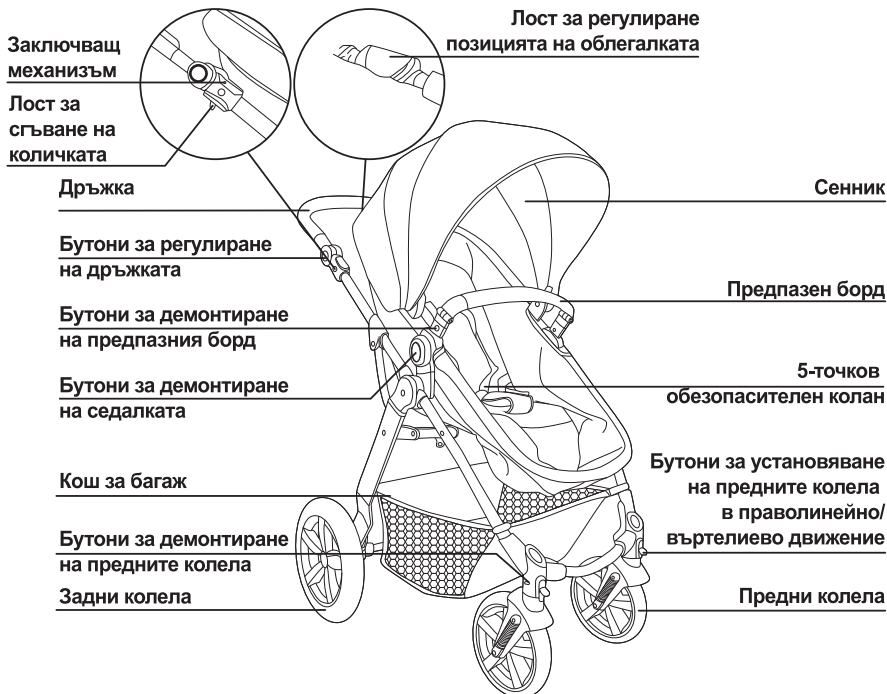 Заключващ
механизъм
Лост за
сгъване на
количката
Дръжка
Бутони за регулиране
на дръжката
Бутони за демонтиране
на предпазния борд
Бутони за демонтиране
на седалката
Кош за багаж
Бутони за демонтиране
на предните колела
Задни колела
Лост за регулиране
позицията на облегалката
Сенник
Предпазен борд
5-точков
обезопасителен колан
Бутони за установяване
на предните колела
в праволинейно/
въртелиево движение
Предни колела